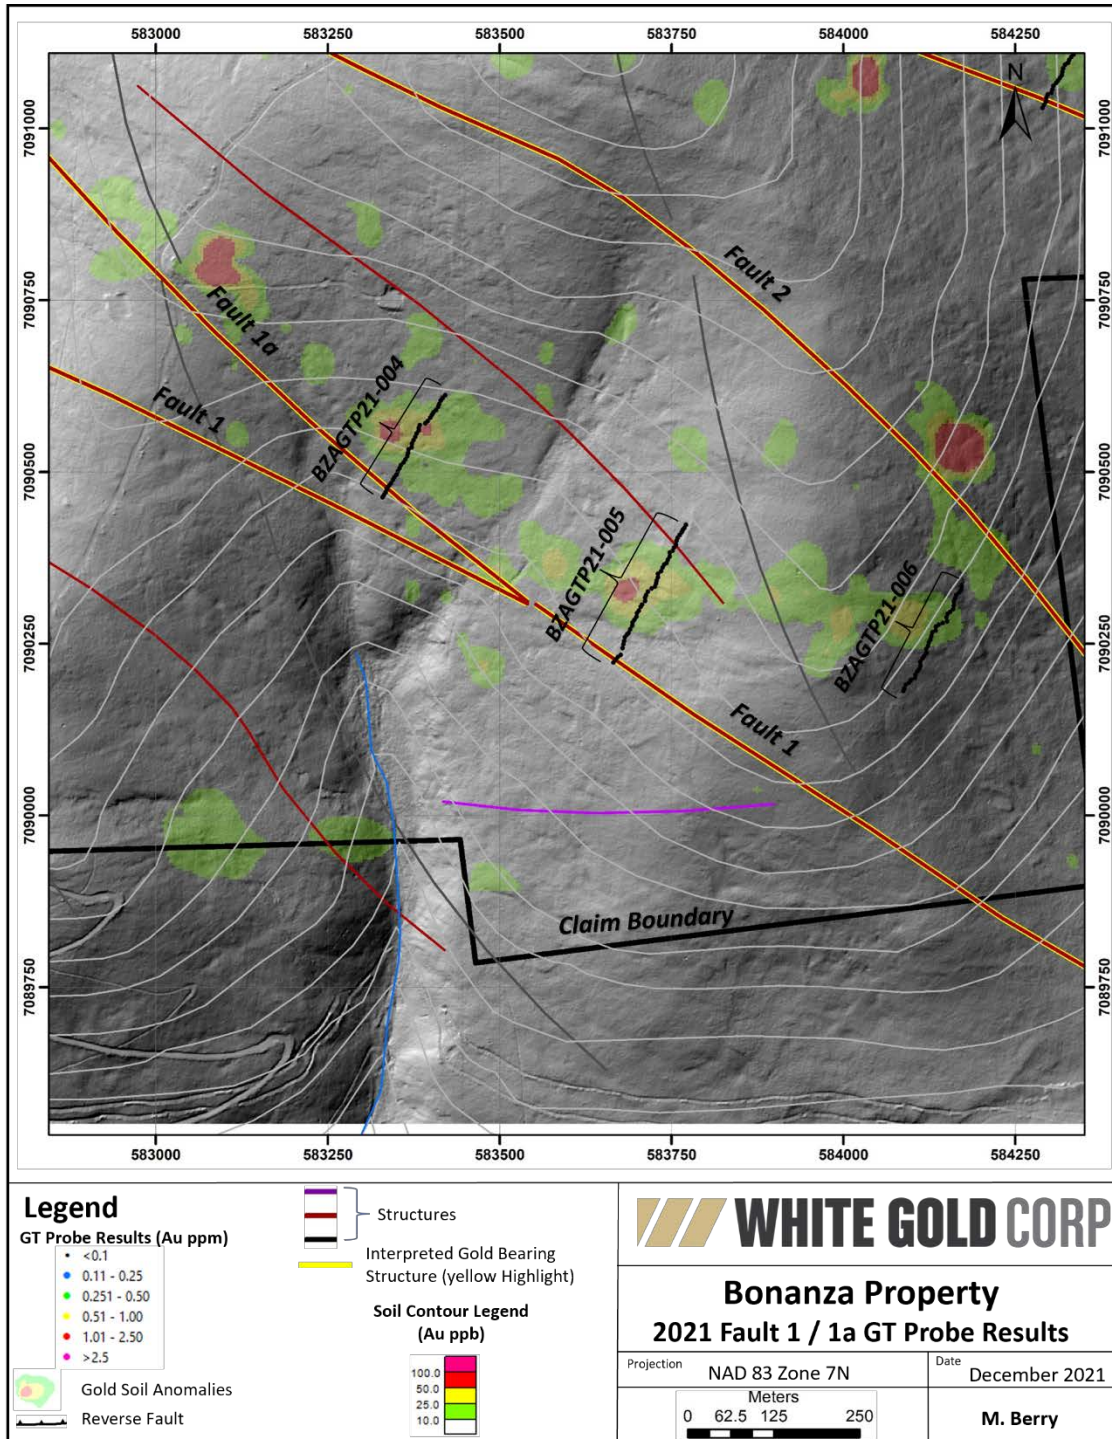 583000 583250 583500 583750 584000 584250
N
7091000 7091000
Fault 2
7090750 7090750
Fault 1a
BZAGTP21-004
Fault 1
7090500 7090500
BZAGTP21-005
BZAGTP21-006
7090250 7090250
Fault 1
7090000 7090000
Claim Boundary
7089750 7089750
583000 583250 583500 583750 584000 584250
Legend
GT Probe Results (Au ppm)
<0.1
0.11 - 0.25
0.251 - 0.50
0.51 - 1.00
1.01 - 2.50
>2.5
Gold Soil Anomalies
Reverse Fault
Structures
Interpreted Gold Bearing
Structure (yellow Highlight)
Soil Contour Legend
(Au ppb)
100.0
50.0
25.0
10.0
WHITE GOLD CORP
Bonanza Property
2021 Fault 1 / 1a GT Probe Results
Projection NAD 83 Zone 7N
Date December 2021
Meters
0 62.5 125 250
M. Berry